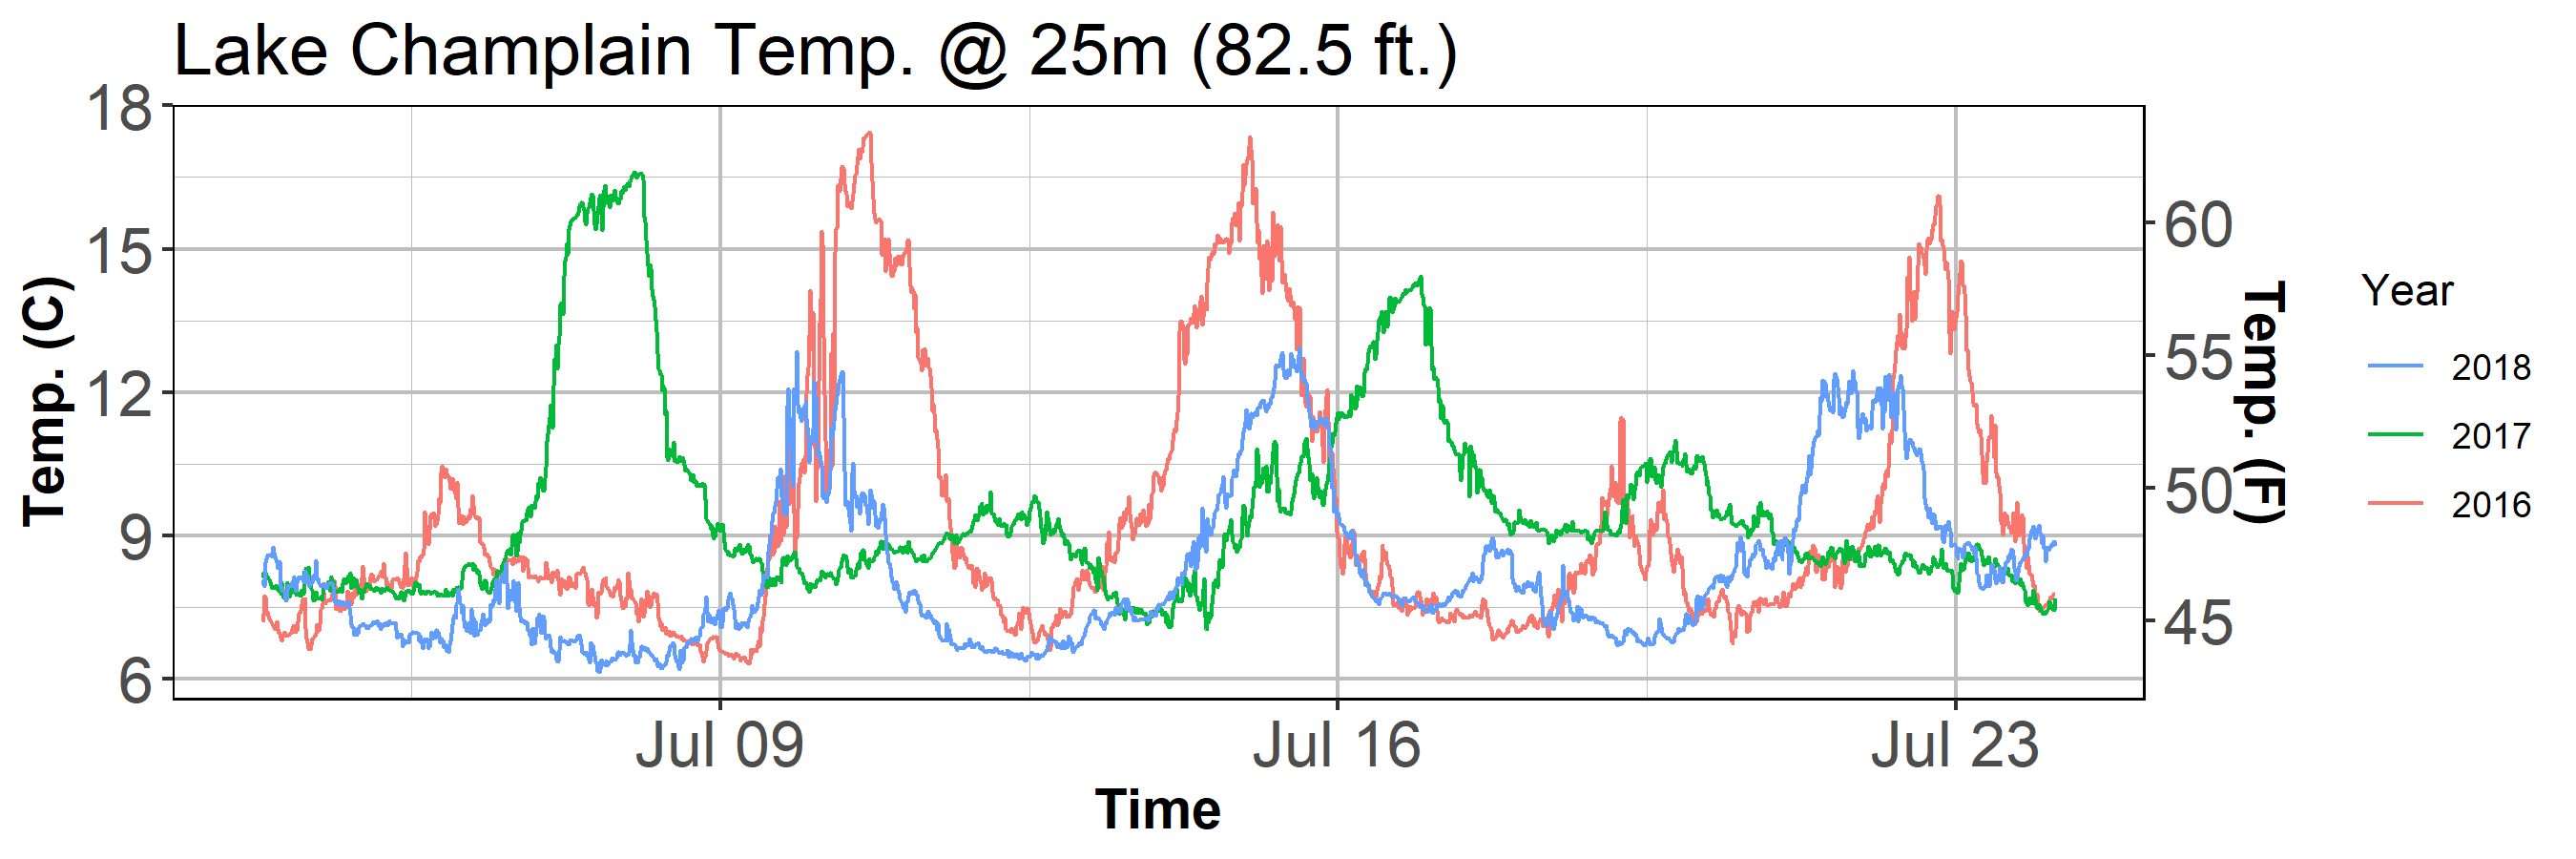 Lake Champlain Temp. @ 25m (82.5 ft.)
18
15
12
9
6
Temp. (C)
60
55
50
45
Temp. (F)
Jul 09
Jul 16
Jul 23
Time
Year
2018
2017
2016